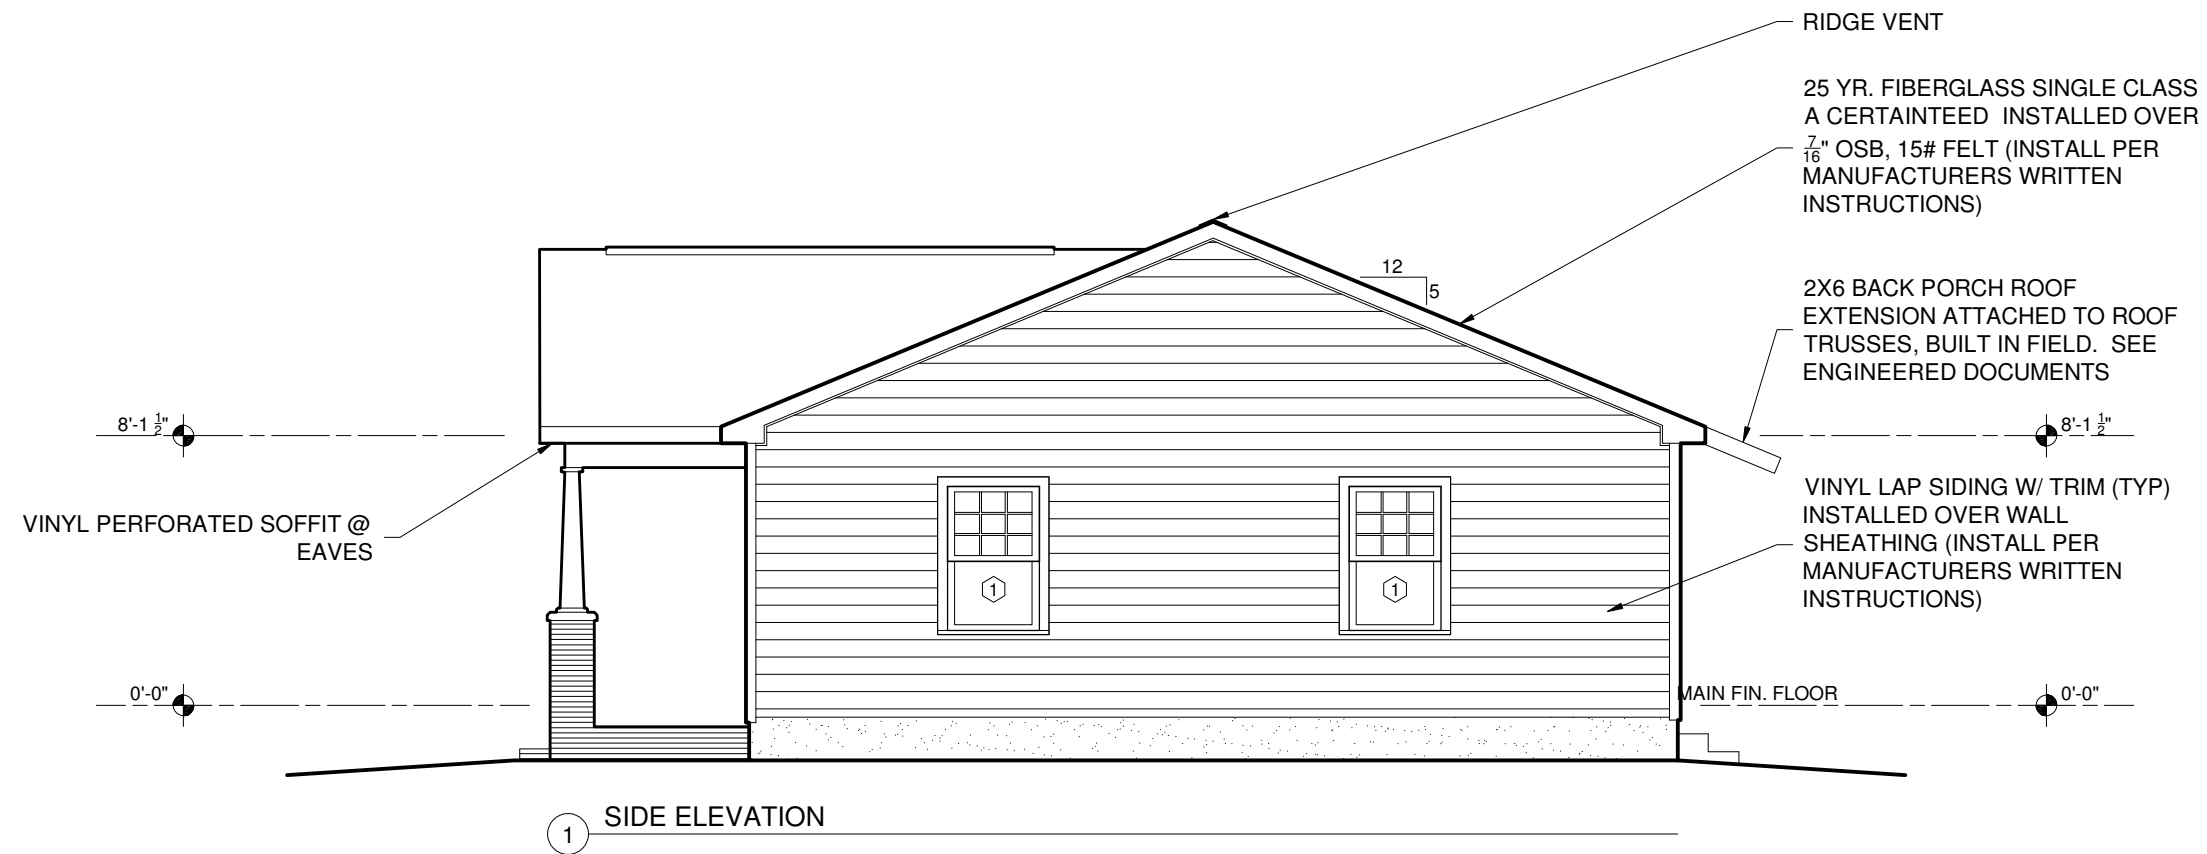 RIDGE VENT
25 YR. FIBERGLASS SINGLE CLASS
A CERTAINTEED  INSTALLED OVER
7/16" OSB, 15# FELT (INSTALL PER
MANUFACTURERS WRITTEN
INSTRUCTIONS)
12
5
2X6 BACK PORCH ROOF
EXTENSION ATTACHED TO ROOF
TRUSSES, BUILT IN FIELD.  SEE
ENGINEERED DOCUMENTS
8'-1 1/2"
8'-1 1/2"
VINYL PERFORATED SOFFIT @
EAVES
VINYL LAP SIDING W/ TRIM (TYP)
INSTALLED OVER WALL
SHEATHING (INSTALL PER
MANUFACTURERS WRITTEN
INSTRUCTIONS)
1
1
0'-0"
MAIN FIN. FLOOR
0'-0"
1
SIDE ELEVATION